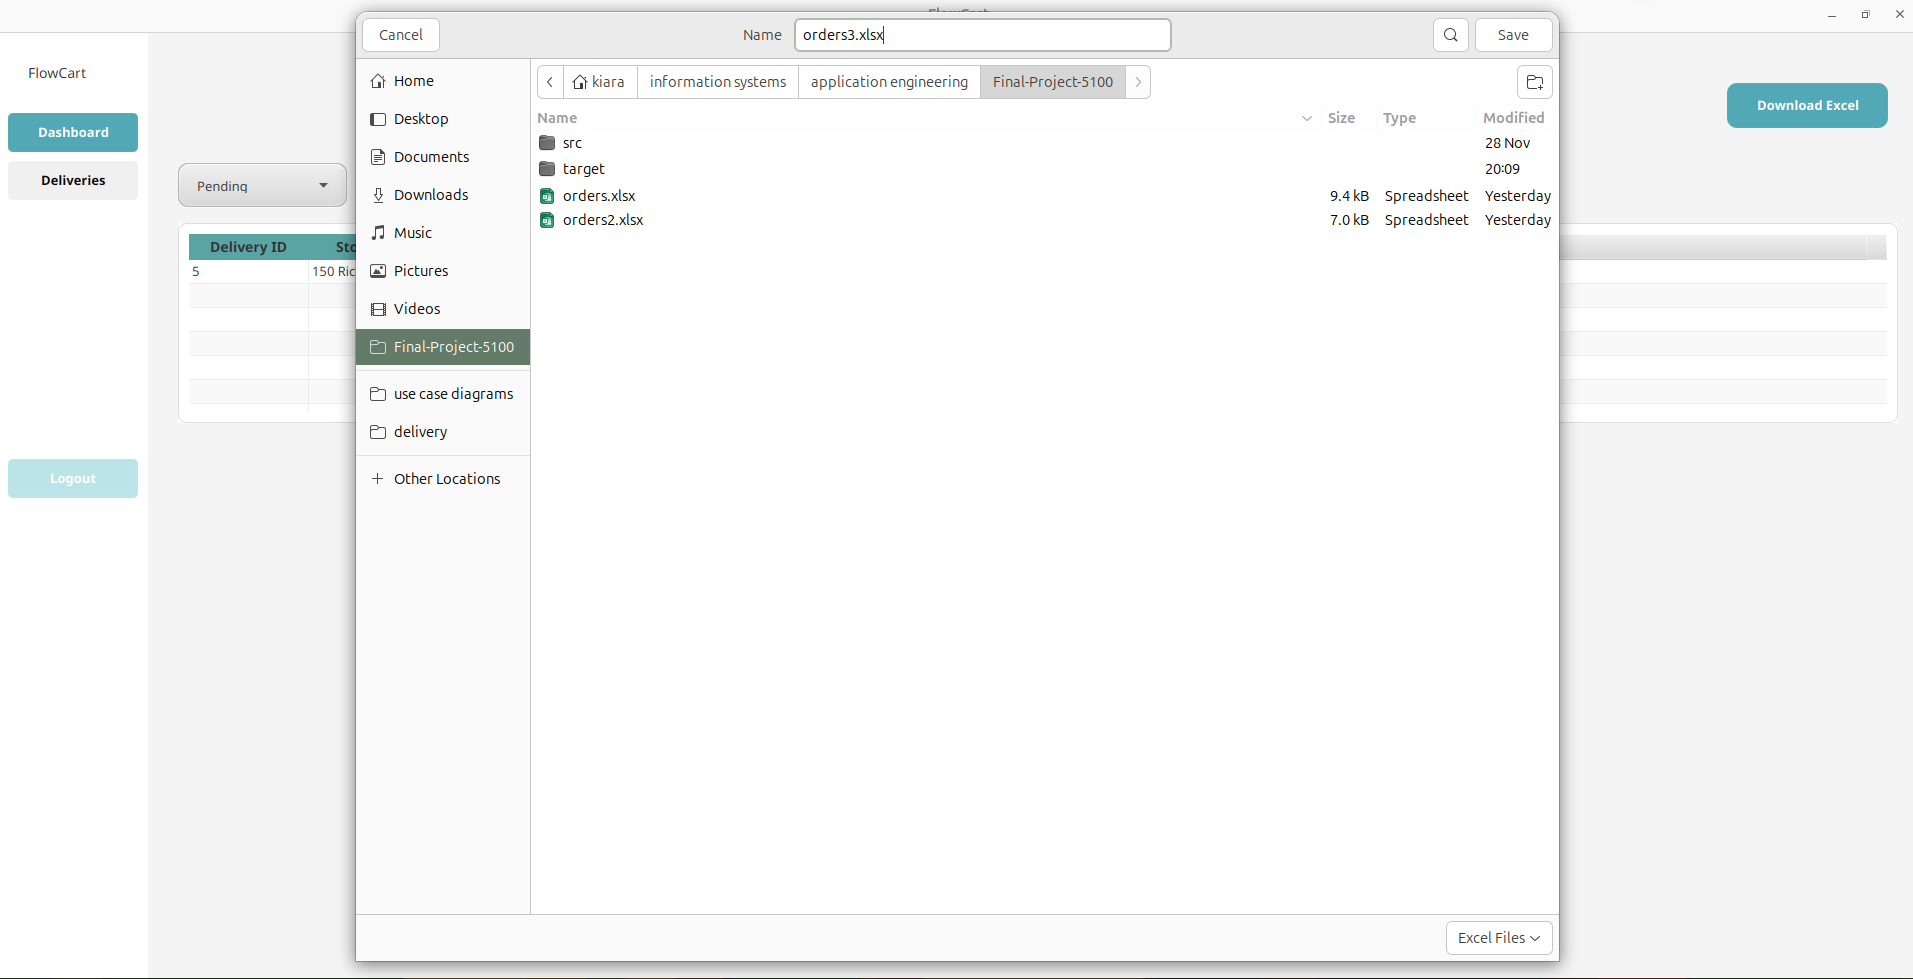 Cancel
Name
orders3.xlsx
Save
FlowCart
Dashboard
Deliveries
Logout
Pending
Delivery ID
5
150 Ric
Download Excel
Home
Desktop
Documents
Downloads
Music
Pictures
Videos
Final-Project-5100
use case diagrams
delivery
Other Locations
kiara
information systems
application engineering
Final-Project-5100
Name Size Type Modified
src 28 Nov
target 20:09
orders.xlsx 9.4 kB Spreadsheet Yesterday
orders2.xlsx 7.0 kB Spreadsheet Yesterday
Excel Files